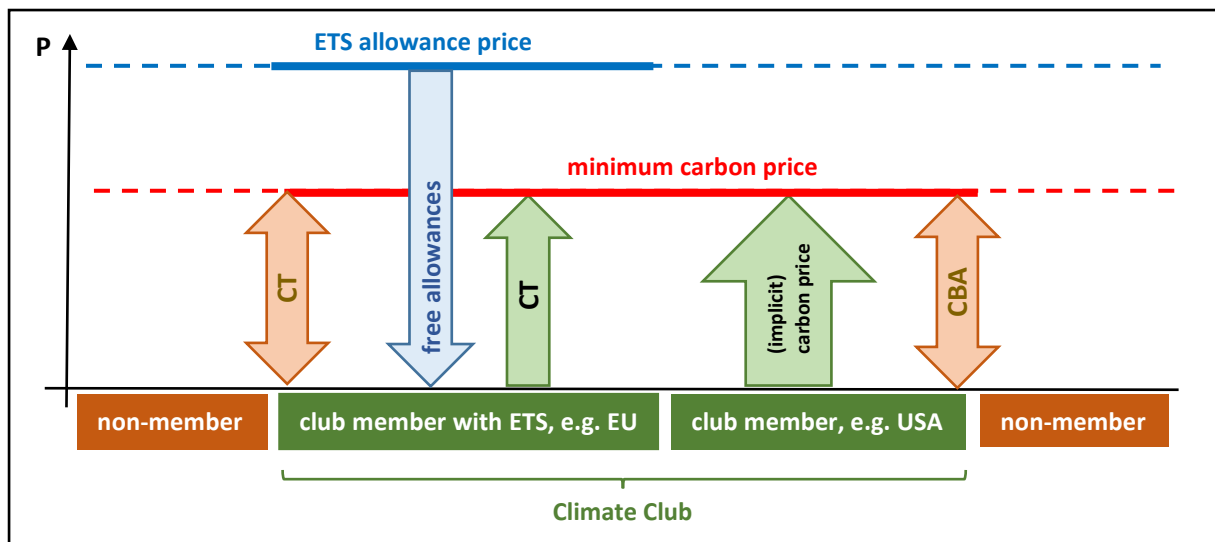 P
ETS allowance price
minimum carbon price
CT
free allowances
CT
(implicit)
carbon price
CBA
non-member
club member with ETS, e.g. EU
club member, e.g. USA
non-member
Climate Club